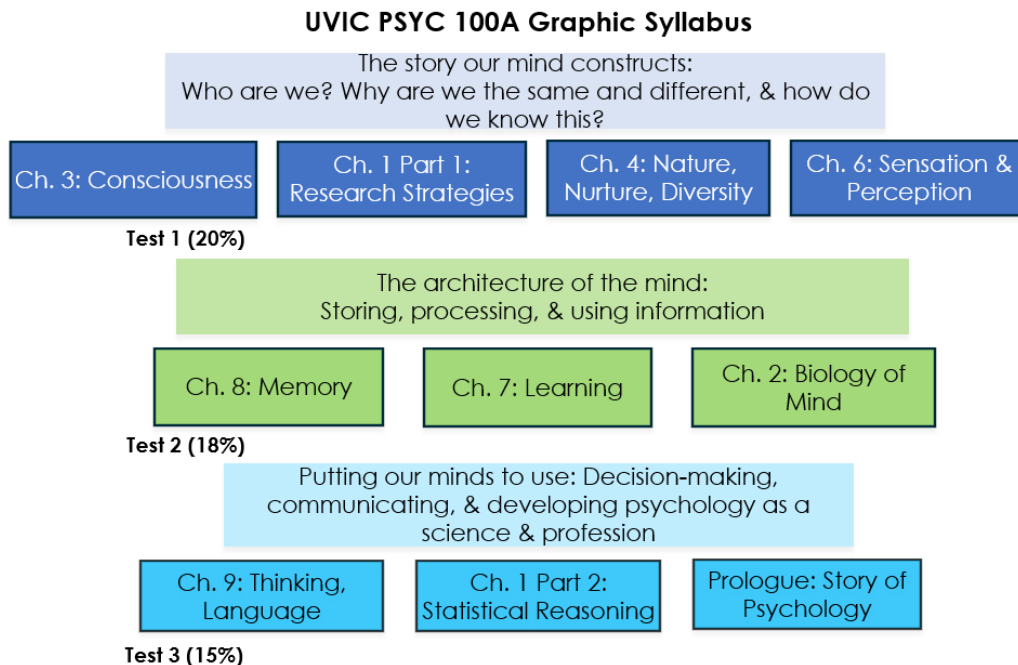 UVIC PSYC 100A Graphic Syllabus
The story our mind constructs:
Who are we? Why are we the same and different, & how do
we know this?
Ch. 3: Consciousness
Ch. 1 Part 1:
Research Strategies
Ch. 4: Nature,
Nurture, Diversity
Ch. 6: Sensation &
Perception
Test 1 (20%)
The architecture of the mind:
Storing, processing, & using information
Ch. 8: Memory
Ch. 7: Learning
Ch. 2: Biology of
Mind
Test 2 (18%)
Putting our minds to use: Decision-making,
communicating, & developing psychology as a
science & profession
Ch. 9: Thinking,
Language
Ch. 1 Part 2:
Statistical Reasoning
Prologue: Story of
Psychology
Test 3 (15%)